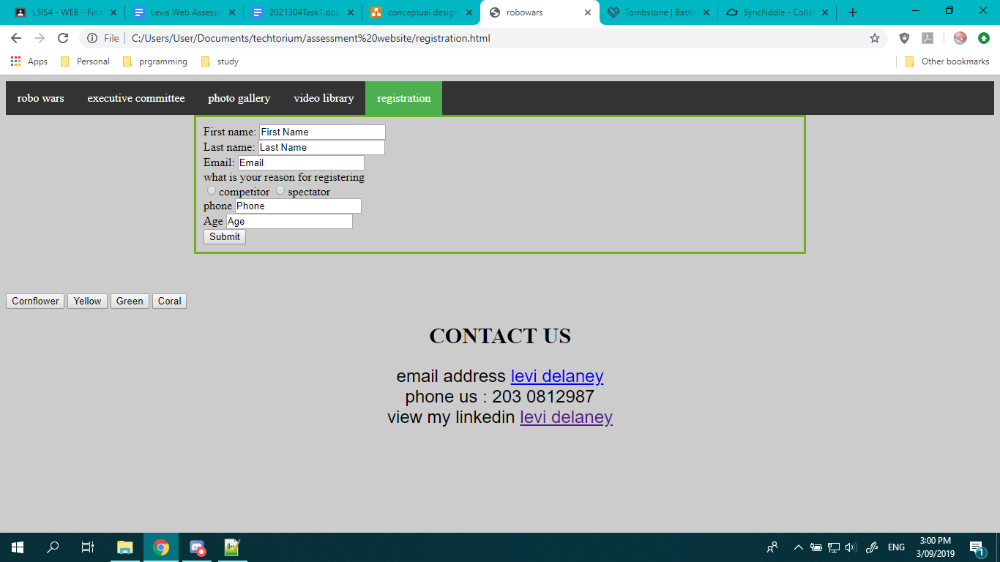 L5IS4 - WEB - Fina
Levis Web Assessm
2021304Task1.doc
conceptual design
robowars
Tombstone | Battle
SyncFiddle - Collab
File
C:/Users/User/Documents/techtorium/assessment%20website/registration.html
Apps Personal prgramming study Other bookmarks
robo wars executive committee photo gallery video library registration
First name: First Name
Last name: Last Name
Email: Email
what is your reason for registering
competitor spectator
phone Phone
Age Age
Submit
Cornflower Yellow Green Coral
CONTACT US
email address levi delaney
phone us : 203 0812987
view my linkedin levi delaney
ENG
3:00 PM
3/09/2019
1